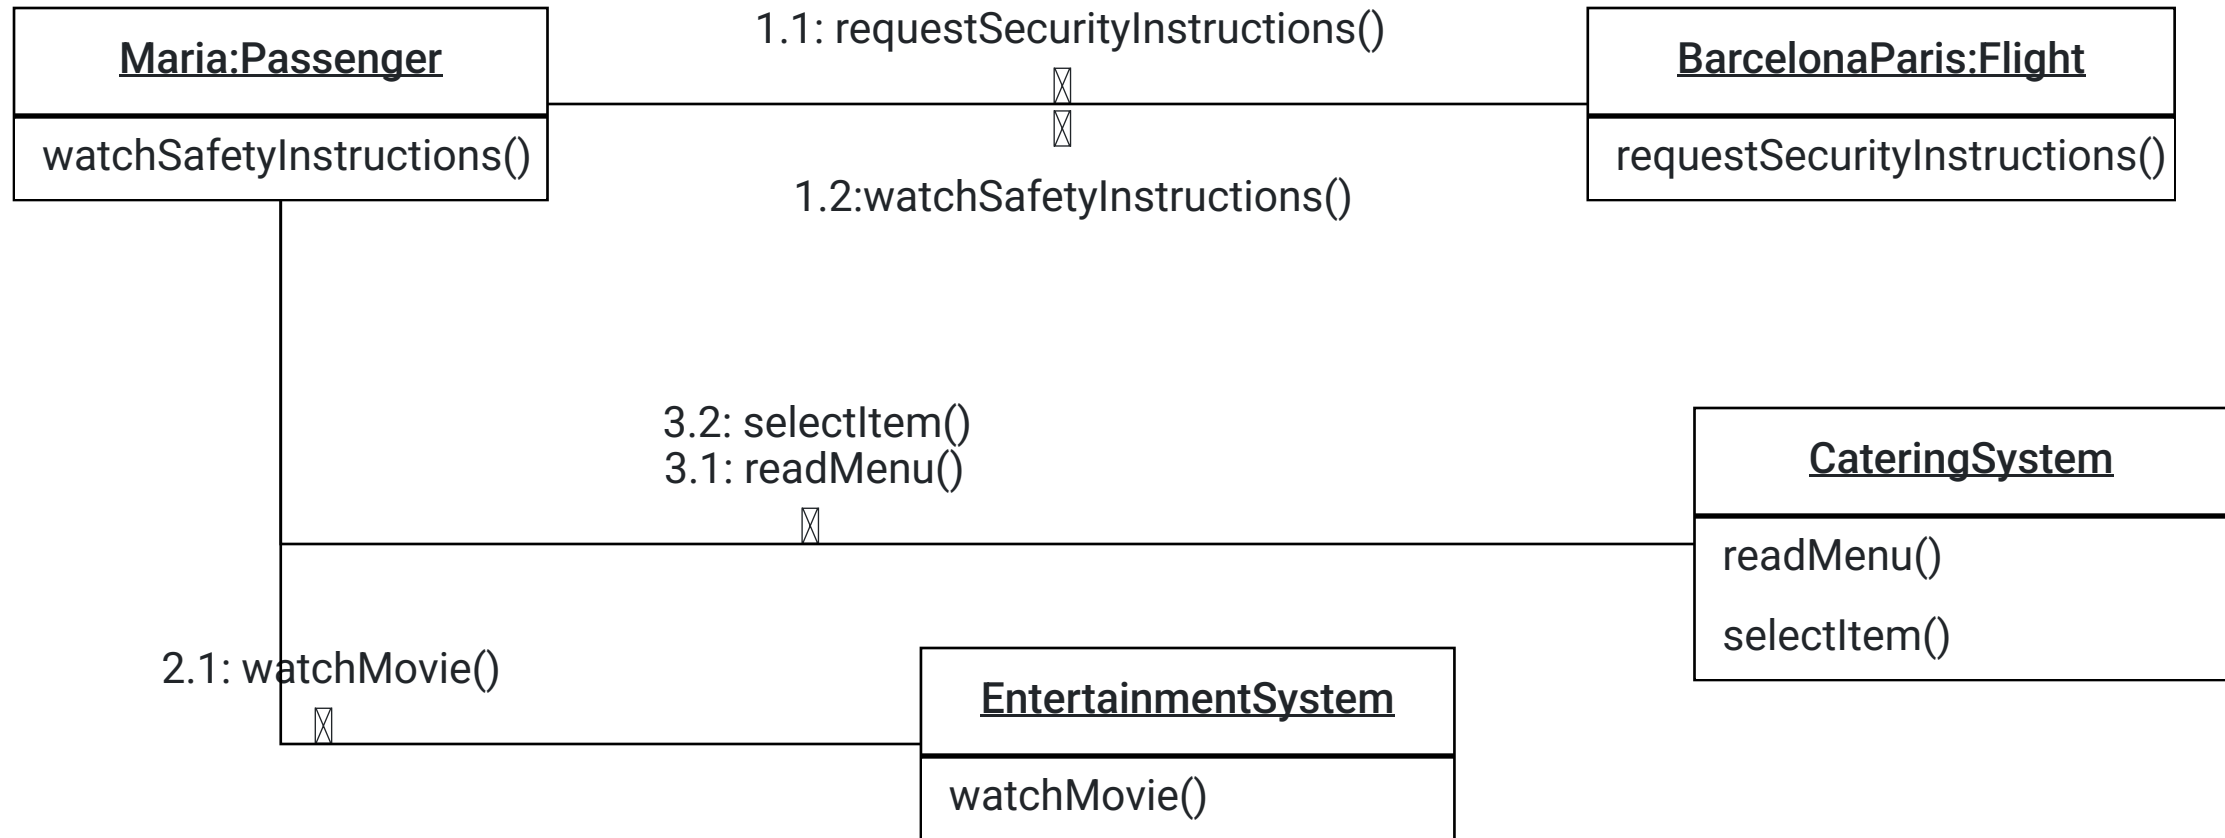 Maria:Passenger
watchSafetyInstructions()
1.1: requestSecurityInstructions()
1.2:watchSafetyInstructions()
BarcelonaParis:Flight
requestSecurityInstructions()
3.2: selectItem()
3.1: readMenu()
CateringSystem
readMenu()
selectItem()
2.1: watchMovie()
EntertainmentSystem
watchMovie()